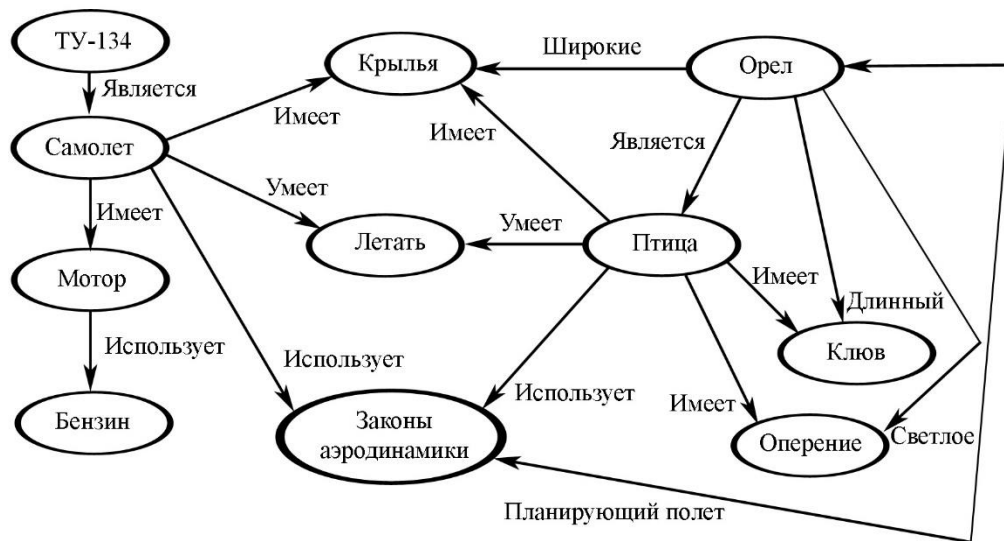 ТУ-134
Является
Самолет
Имеет
Мотор
Использует
Бензин
Крылья
Имеет
Умеет
Летать
Использует
Законы
аэродинамики
Широкие
Орел
Имеет
Является
Умеет
Птица
Имеет
Длинный
Клюв
Использует
Имеет
Оперение
Светлое
Планирующий полет